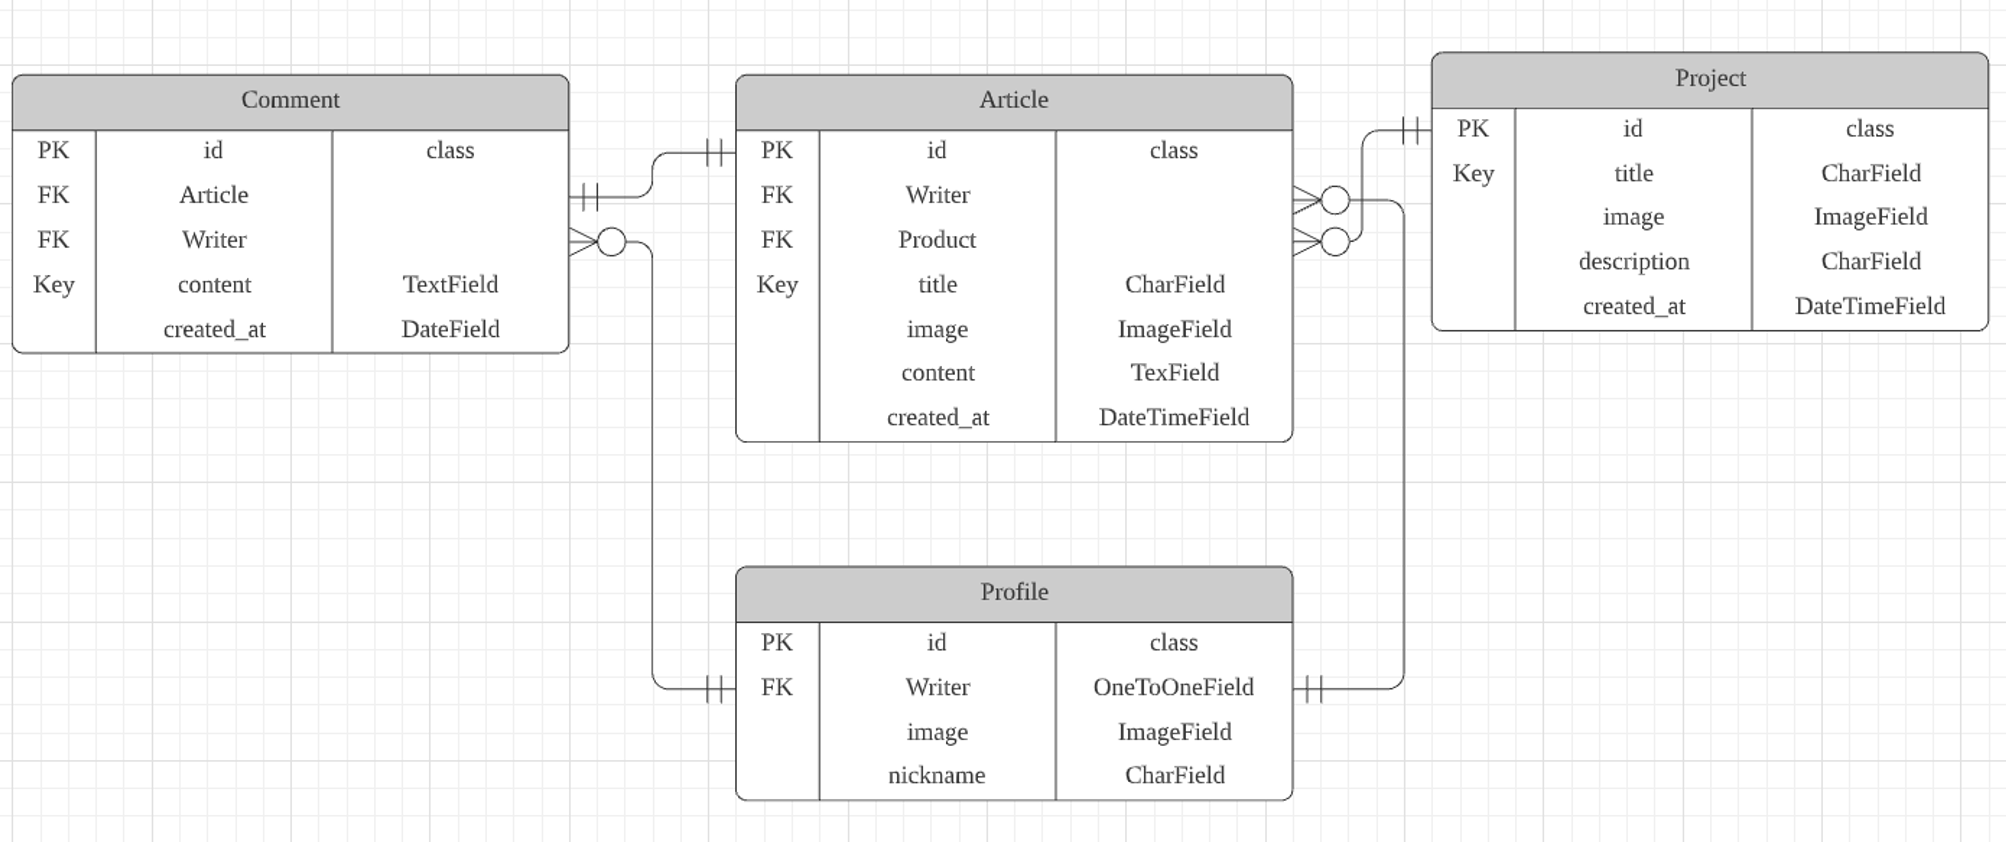 Comment
PK id class
FK Article
FK Writer
Key content TextField
created_at DateField
Article
PK id class
FK Writer
FK Product
Key title CharField
image ImageField
content TexField
created_at DateTimeField
Project
PK id class
Key title CharField
image ImageField
description CharField
created_at DateTimeField
Profile
PK id class
FK Writer OneToOneField
image ImageField
nickname CharField